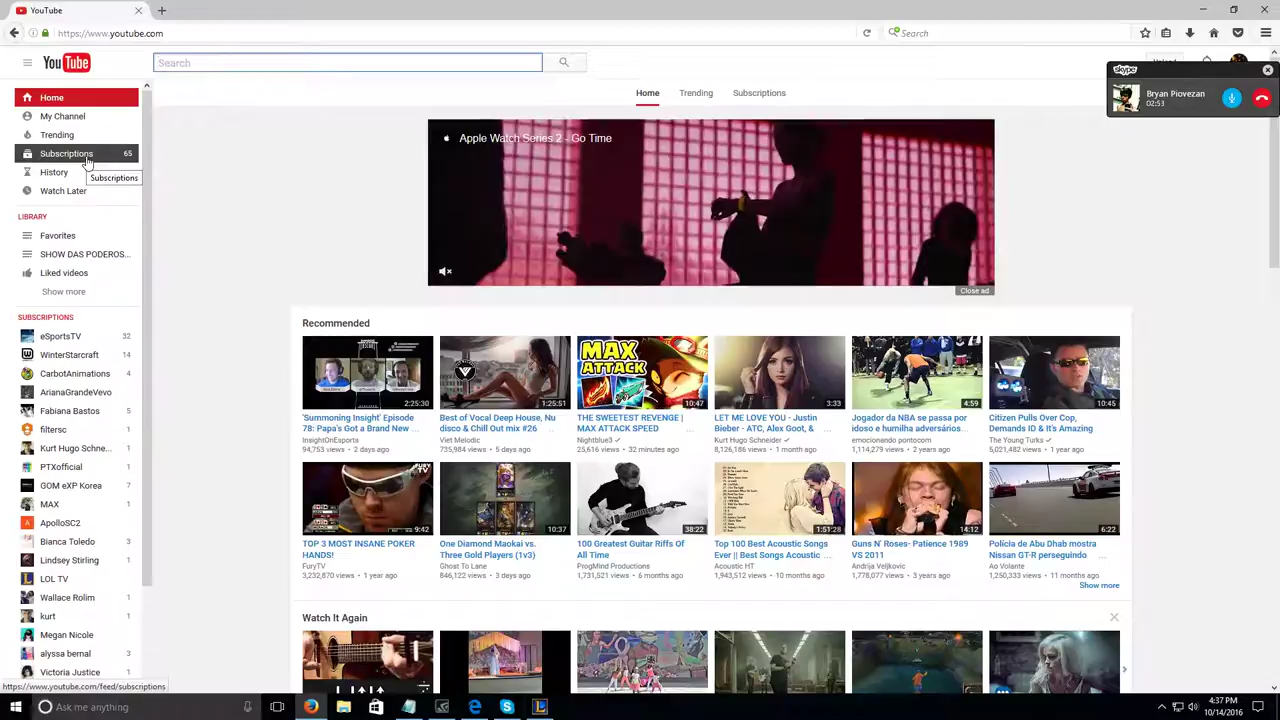 YouTube
https://www.youtube.com
Search
YouTube
Search
Home
My Channel
Trending
Subscriptions 65
History
Subscriptions
Watch Later
LIBRARY
Favorites
SHOW DAS PODEROS...
Liked videos
Show more
SUBSCRIPTIONS
eSportsTV 32
WinterStarcraft 14
CarbotAnimations 4
ArianaGrandeVevo
Fabiana Bastos 5
filtersc
Kurt Hugo Schne... 1
PTXofficial 1
GOM eXP Korea 7
MAX 1
ApolloSC2
Bianca Toledo 3
Lindsey Stirling 1
LOL TV
Wallace Rolim 1
kurt 1
Megan Nicole 1
alyssa bernal 3
Victoria Justice 1
https://www.youtube.com/feed/subscriptions
Home Trending Subscriptions
Apple Watch Series 2 - Go Time
Close ad
skype
Bryan Piovezan
02:53
Recommended
2:25:30
'Summoning Insight' Episode
78: Papa's Got a Brand New ...
InsightOnEsports
94,753 views • 2 days ago
1:25:51
Best of Vocal Deep House, Nu
disco & Chill Out mix #26
Viet Melodic
735,984 views • 5 days ago
MAX
ATTACK
10:47
THE SWEETEST REVENGE |
MAX ATTACK SPEED ...
Nightblue3
25,616 views • 32 minutes ago
3:33
LET ME LOVE YOU - Justin
Bieber - ATC, Alex Goot, & ...
Kurt Hugo Schneider
8,126,186 views • 1 month ago
4:59
Jogador da NBA se passa por
idoso e humilha adversários...
emocionando pontocom
1,114,279 views • 2 years ago
10:45
Citizen Pulls Over Cop,
Demands ID & It's Amazing
The Young Turks
5,021,482 views • 1 year ago
9:42
TOP 3 MOST INSANE POKER
HANDS!
FuryTV
3,232,870 views • 1 year ago
10:37
One Diamond Maokai vs.
Three Gold Players (1v3)
Ghost To Lane
846,122 views • 3 days ago
38:22
100 Greatest Guitar Riffs Of
All Time
ProgMind Productions
1,731,521 views • 6 months ago
1:51:28
Top 100 Best Acoustic Songs
Ever || Best Songs Acoustic ...
Acoustic HT
1,943,512 views • 10 months ago
14:12
Guns N' Roses- Patience 1989
VS 2011
Andrija Veljkovic
1,778,077 views • 3 years ago
6:22
Polícia de Abu Dhabi mostra
Nissan GT-R perseguindo ...
Ao Volante
1,250,333 views • 11 months ago
Show more
Watch It Again
Ask me anything
4:37 PM
10/14/2016